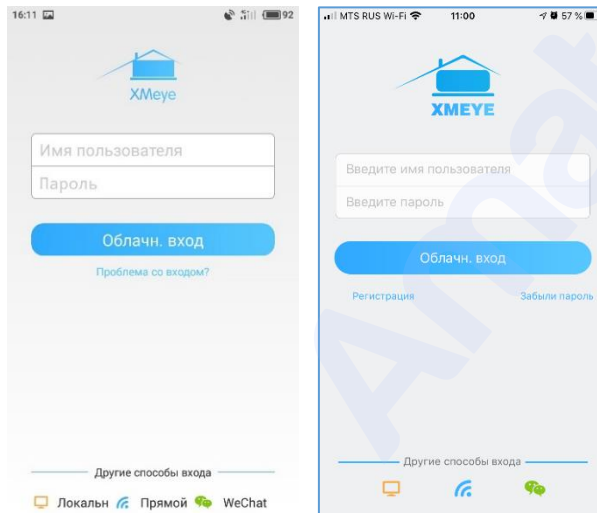 16:11
92
XMeye
Имя пользователя
Пароль
Облачн. вход
Проблема со входом?
Другие способы входа
Локальн Прямой WeChat
MTS RUS Wi-Fi 11:00 57 %
XMEYE
Введите имя пользователя
Введите пароль
Облачн. вход
Регистрация Забыли пароль
Другие способы входа
Amat